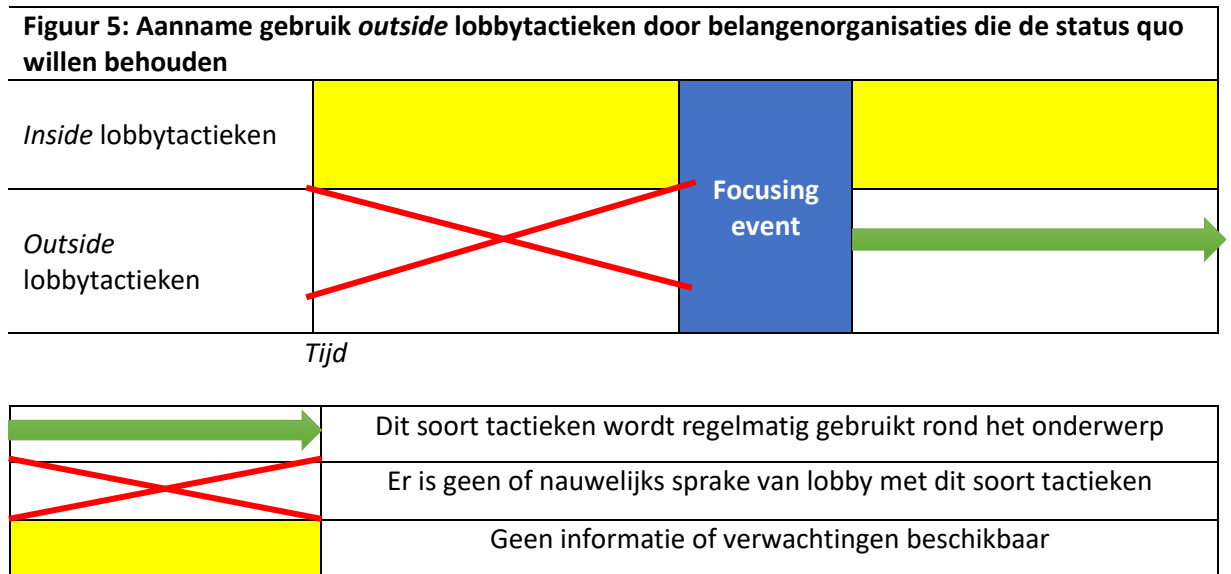 Figuur 5: Aanname gebruik outside lobbytactieken door belangenorganisaties die de status quo
willen behouden
Inside lobbytactieken
Focusing
event
Outside
lobbytactieken
Tijd
Dit soort tactieken wordt regelmatig gebruikt rond het onderwerp
Er is geen of nauwelijks sprake van lobby met dit soort tactieken
Geen informatie of verwachtingen beschikbaar